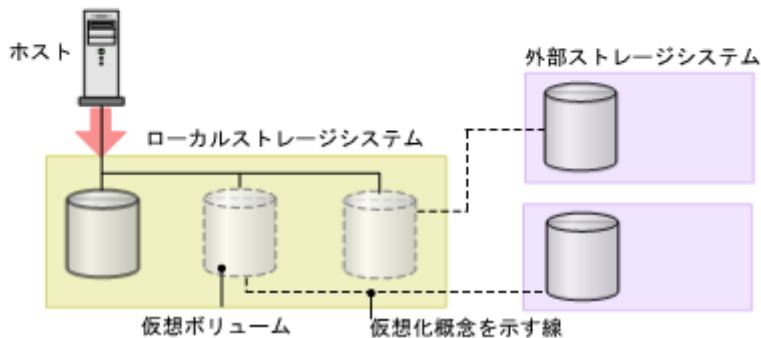 ホスト
外部ストレージシステム
ローカルストレージシステム
仮想ボリューム
仮想化概念を示す線